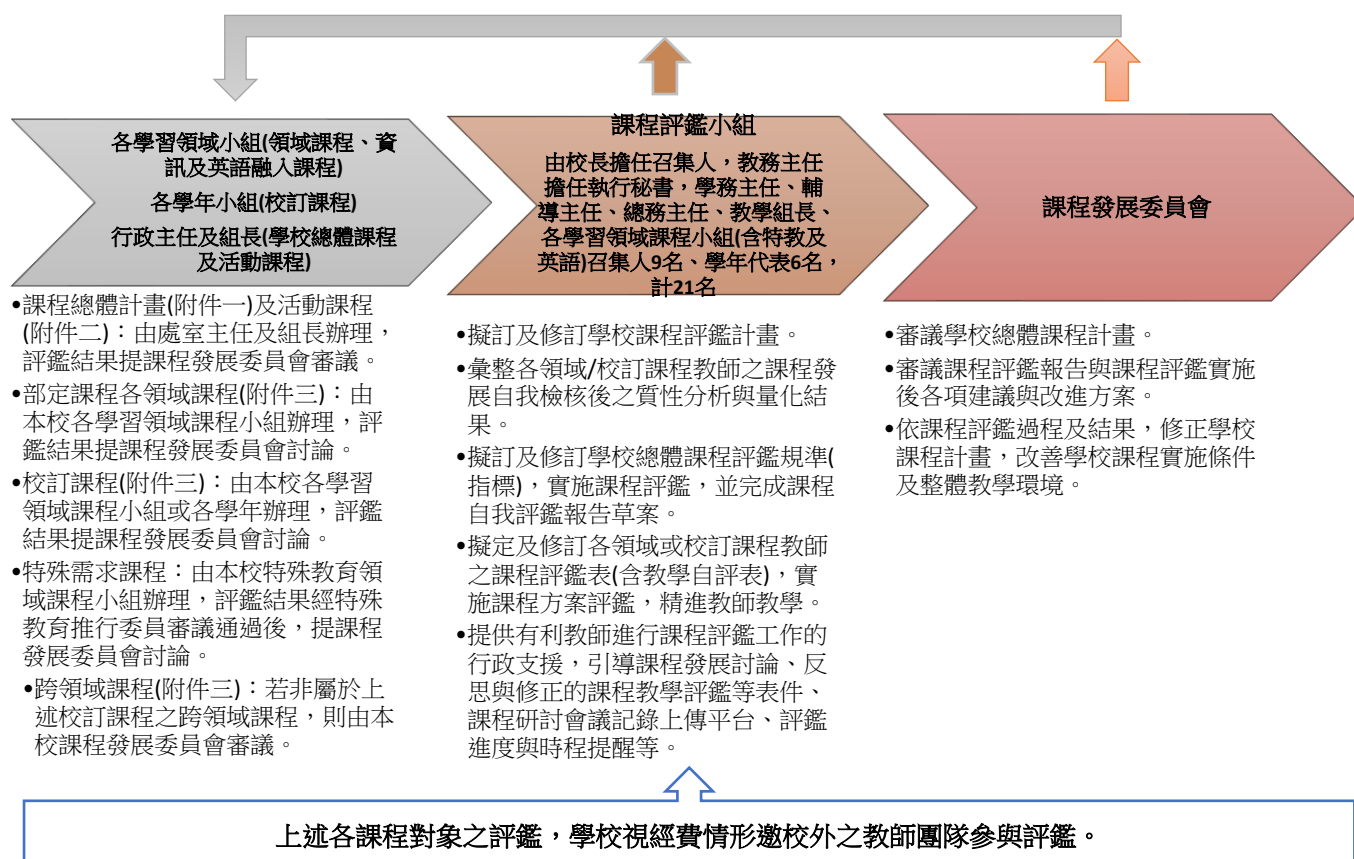 各學習領域小組(領域課程、資
訊及英語融入課程)
各學年小組(校訂課程)
行政主任及組長(學校總體課程
及活動課程)
•課程總體計畫(附件一)及活動課程
(附件二)：由處室主任及組長辦理，
評鑑結果提課程發展委員會審議。
•部定課程各領域課程(附件三)：由
本校各學習領域課程小組辦理，評
鑑結果提課程發展委員會討論。
•校訂課程(附件三)：由本校各學習
領域課程小組或各學年辦理，評鑑
結果提課程發展委員會討論。
•特殊需求課程：由本校特殊教育領
域課程小組辦理，評鑑結果經特殊
教育推行委員審議通過後，提課程
發展委員會討論。
•跨領域課程(附件三)：若非屬於上
述校訂課程之跨領域課程，則由本
校課程發展委員會審議。
課程評鑑小組
由校長擔任召集人，教務主任
擔任執行秘書，學務主任、輔
導主任、總務主任、教學組長、
各學習領域課程小組(含特教及
英語)召集人9名、學年代表6名，
計21名
•擬訂及修訂學校課程評鑑計畫。
•彙整各領域/校訂課程教師之課程發
展自我檢核後之質性分析與量化結
果。
•擬訂及修訂學校總體課程評鑑規準(
指標)，實施課程評鑑，並完成課程
自我評鑑報告草案。
•擬定及修訂各領域或校訂課程教師
之課程評鑑表(含教學自評表)，實
施課程方案評鑑，精進教師教學。
•提供有利教師進行課程評鑑工作的
行政支援，引導課程發展討論、反
思與修正的課程教學評鑑等表件、
課程研討會議記錄上傳平台、評鑑
進度與時程提醒等。
課程發展委員會
•審議學校總體課程計畫。
•審議課程評鑑報告與課程評鑑實施
後各項建議與改進方案。
•依課程評鑑過程及結果，修正學校
課程計畫，改善學校課程實施條件
及整體教學環境。
上述各課程對象之評鑑，學校視經費情形邀校外之教師團隊參與評鑑。